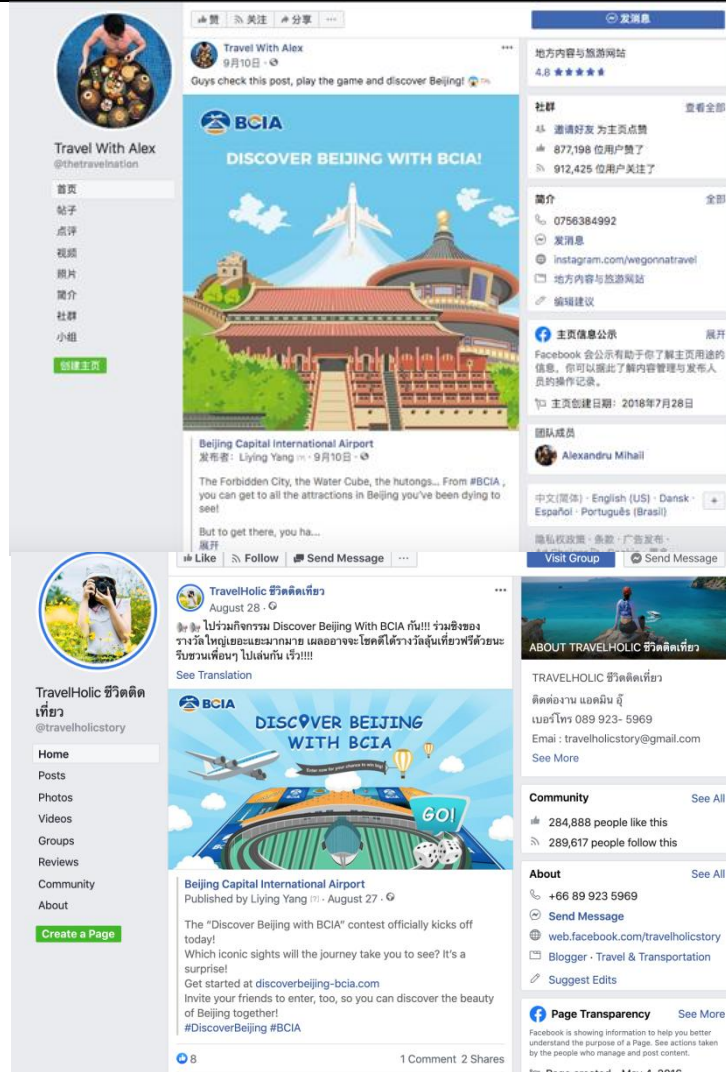 赞 关注 分享 ···
发消息
Travel With Alex
9月10日 ·
Guys check this post, play the game and discover Beijing!
BCIA
DISCOVER BEIJING WITH BCIA!
Travel With Alex
@thetravelnation
首页
帖子
点评
视频
照片
简介
社群
小组
创建主页
Beijing Capital International Airport
发布者：Liying Yang · 9月10日 ·
The Forbidden City, the Water Cube, the hutongs... From #BCIA ,
you can get to all the attractions in Beijing you've been dying to
see!
But to get there, you ha...
展开
地方内容与旅游网站
4.8 ★★★★★
社群 查看全部
邀请好友 为主页点赞
877,198 位用户赞了
912,425 位用户关注了
简介 全部
0756384992
发消息
instagram.com/wegonnatravel
地方内容与旅游网站
编辑建议
主页信息公示 展开
Facebook 会公示有助于你了解主页用途的
信息，你可以据此了解内容管理与发布人
员的操作记录。
主页创建日期：2018年7月28日
团队成员
Alexandru Mihail
中文(简体) · English (US) · Dansk ·
Español · Português (Brasil)
隐私权政策 · 条款 · 广告发布 ·
Like Follow Send Message ···
Visit Group Send Message
TravelHolic ชีวิตติดเที่ยว
August 28 ·
ไปร่วมกิจกรรม Discover Beijing With BCIA กัน!!! ร่วมชิงของ
รางวัลใหญ่เยอะแยะมากมาย เผลออาจจะโชคดีได้รางวัลลุ้นเที่ยวฟรีด้วยนะ
รีบชวนเพื่อนๆ ไปเล่นกัน เร็ว!!!!
See Translation
BCIA
DISCOVER BEIJING
WITH BCIA
Enter now for your chance to win big!
GO!
TravelHolic ชีวิตติด
เที่ยว
@travelholicstory
Home
Posts
Photos
Videos
Groups
Reviews
Community
About
Create a Page
Beijing Capital International Airport
Published by Liying Yang [?] · August 27 ·
The "Discover Beijing with BCIA" contest officially kicks off
today!
Which iconic sights will the journey take you to see? It's a
surprise!
Get started at discoverbeijing-bcia.com
Invite your friends to enter, too, so you can discover the beauty
of Beijing together!
#DiscoverBeijing #BCIA
8 1 Comment 2 Shares
ABOUT TRAVELHOLIC ชีวิตติดเที่ยว
TRAVELHOLIC ชีวิตติดเที่ยว
ติดต่องาน แอดมิน อุ๊
เบอร์โทร 089 923- 5969
Emai : travelholicstory@gmail.com
See More
Community See All
284,888 people like this
289,617 people follow this
About See All
+66 89 923 5969
Send Message
web.facebook.com/travelholicstory
Blogger · Travel & Transportation
Suggest Edits
Page Transparency See More
Facebook is showing information to help you better
understand the purpose of a Page. See actions taken
by the people who manage and post content.
Page created - May 4, 2016